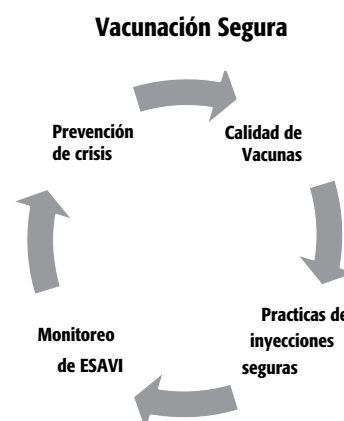 Vacunación Segura
Prevención
de crisis
Calidad de
Vacunas
Practicas de
inyecciones
seguras
Monitoreo
de ESAVI